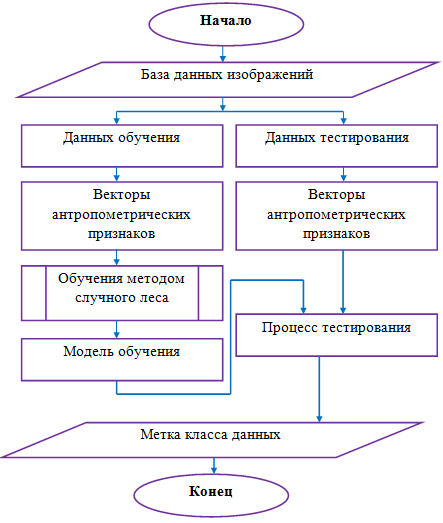 Начало
База данных изображений
Данных обучения
Данных тестирования
Векторы
антропометрических
признаков
Векторы
антропометрических
признаков
Обучения методом
случного леса
Процесс тестирования
Модель обучения
Метка класса данных
Конец